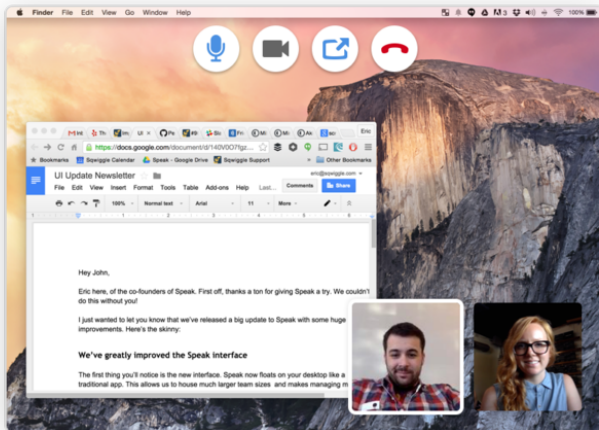 Finder File Edit View Go Window Help
3 100%
Eric
https://docs.google.com/document/d/140V0O7fgz...
Bookmarks Sqwiggle Calendar Speak - Google Drive Sqwiggle Support Other Bookmarks
UI Update Newsletter
eric@sqwiggle.com
File Edit View Insert Format Tools Table Add-ons Help Last...
Comments Share
100% Normal text Arial 11 More
Hey John,
Eric here, of the co-founders of Speak. First off, thanks a ton for giving Speak a try. We couldn't
do this without you!
I just wanted to let you know that we've released a big update to Speak with some huge
improvements. Here's the skinny:
We've greatly improved the Speak interface
The first thing you'll notice is the new interface. Speak now floats on your desktop like a
traditional app. This allows us to house much larger team sizes and makes managing m